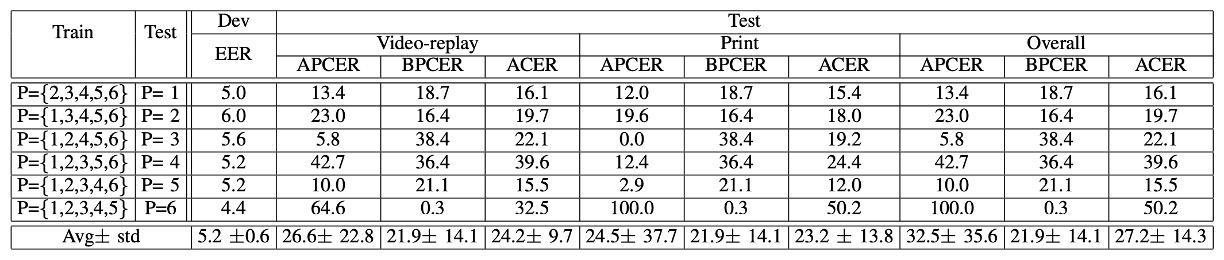 Train Test Dev Test
EER Video-replay Print Overall
APCER BPCER ACER APCER BPCER ACER APCER BPCER ACER
P={2,3,4,5,6} P= 1 5.0 13.4 18.7 16.1 12.0 18.7 15.4 13.4 18.7 16.1
P={1,3,4,5,6} P= 2 6.0 23.0 16.4 19.7 19.6 16.4 18.0 23.0 16.4 19.7
P={1,2,4,5,6} P= 3 5.6 5.8 38.4 22.1 0.0 38.4 19.2 5.8 38.4 22.1
P={1,2,3,5,6} P= 4 5.2 42.7 36.4 39.6 12.4 36.4 24.4 42.7 36.4 39.6
P={1,2,3,4,6} P= 5 5.2 10.0 21.1 15.5 2.9 21.1 12.0 10.0 21.1 15.5
P={1,2,3,4,5} P=6 4.4 64.6 0.3 32.5 100.0 0.3 50.2 100.0 0.3 50.2
Avg± std 5.2 ±0.6 26.6± 22.8 21.9± 14.1 24.2± 9.7 24.5± 37.7 21.9± 14.1 23.2 ± 13.8 32.5± 35.6 21.9± 14.1 27.2± 14.3